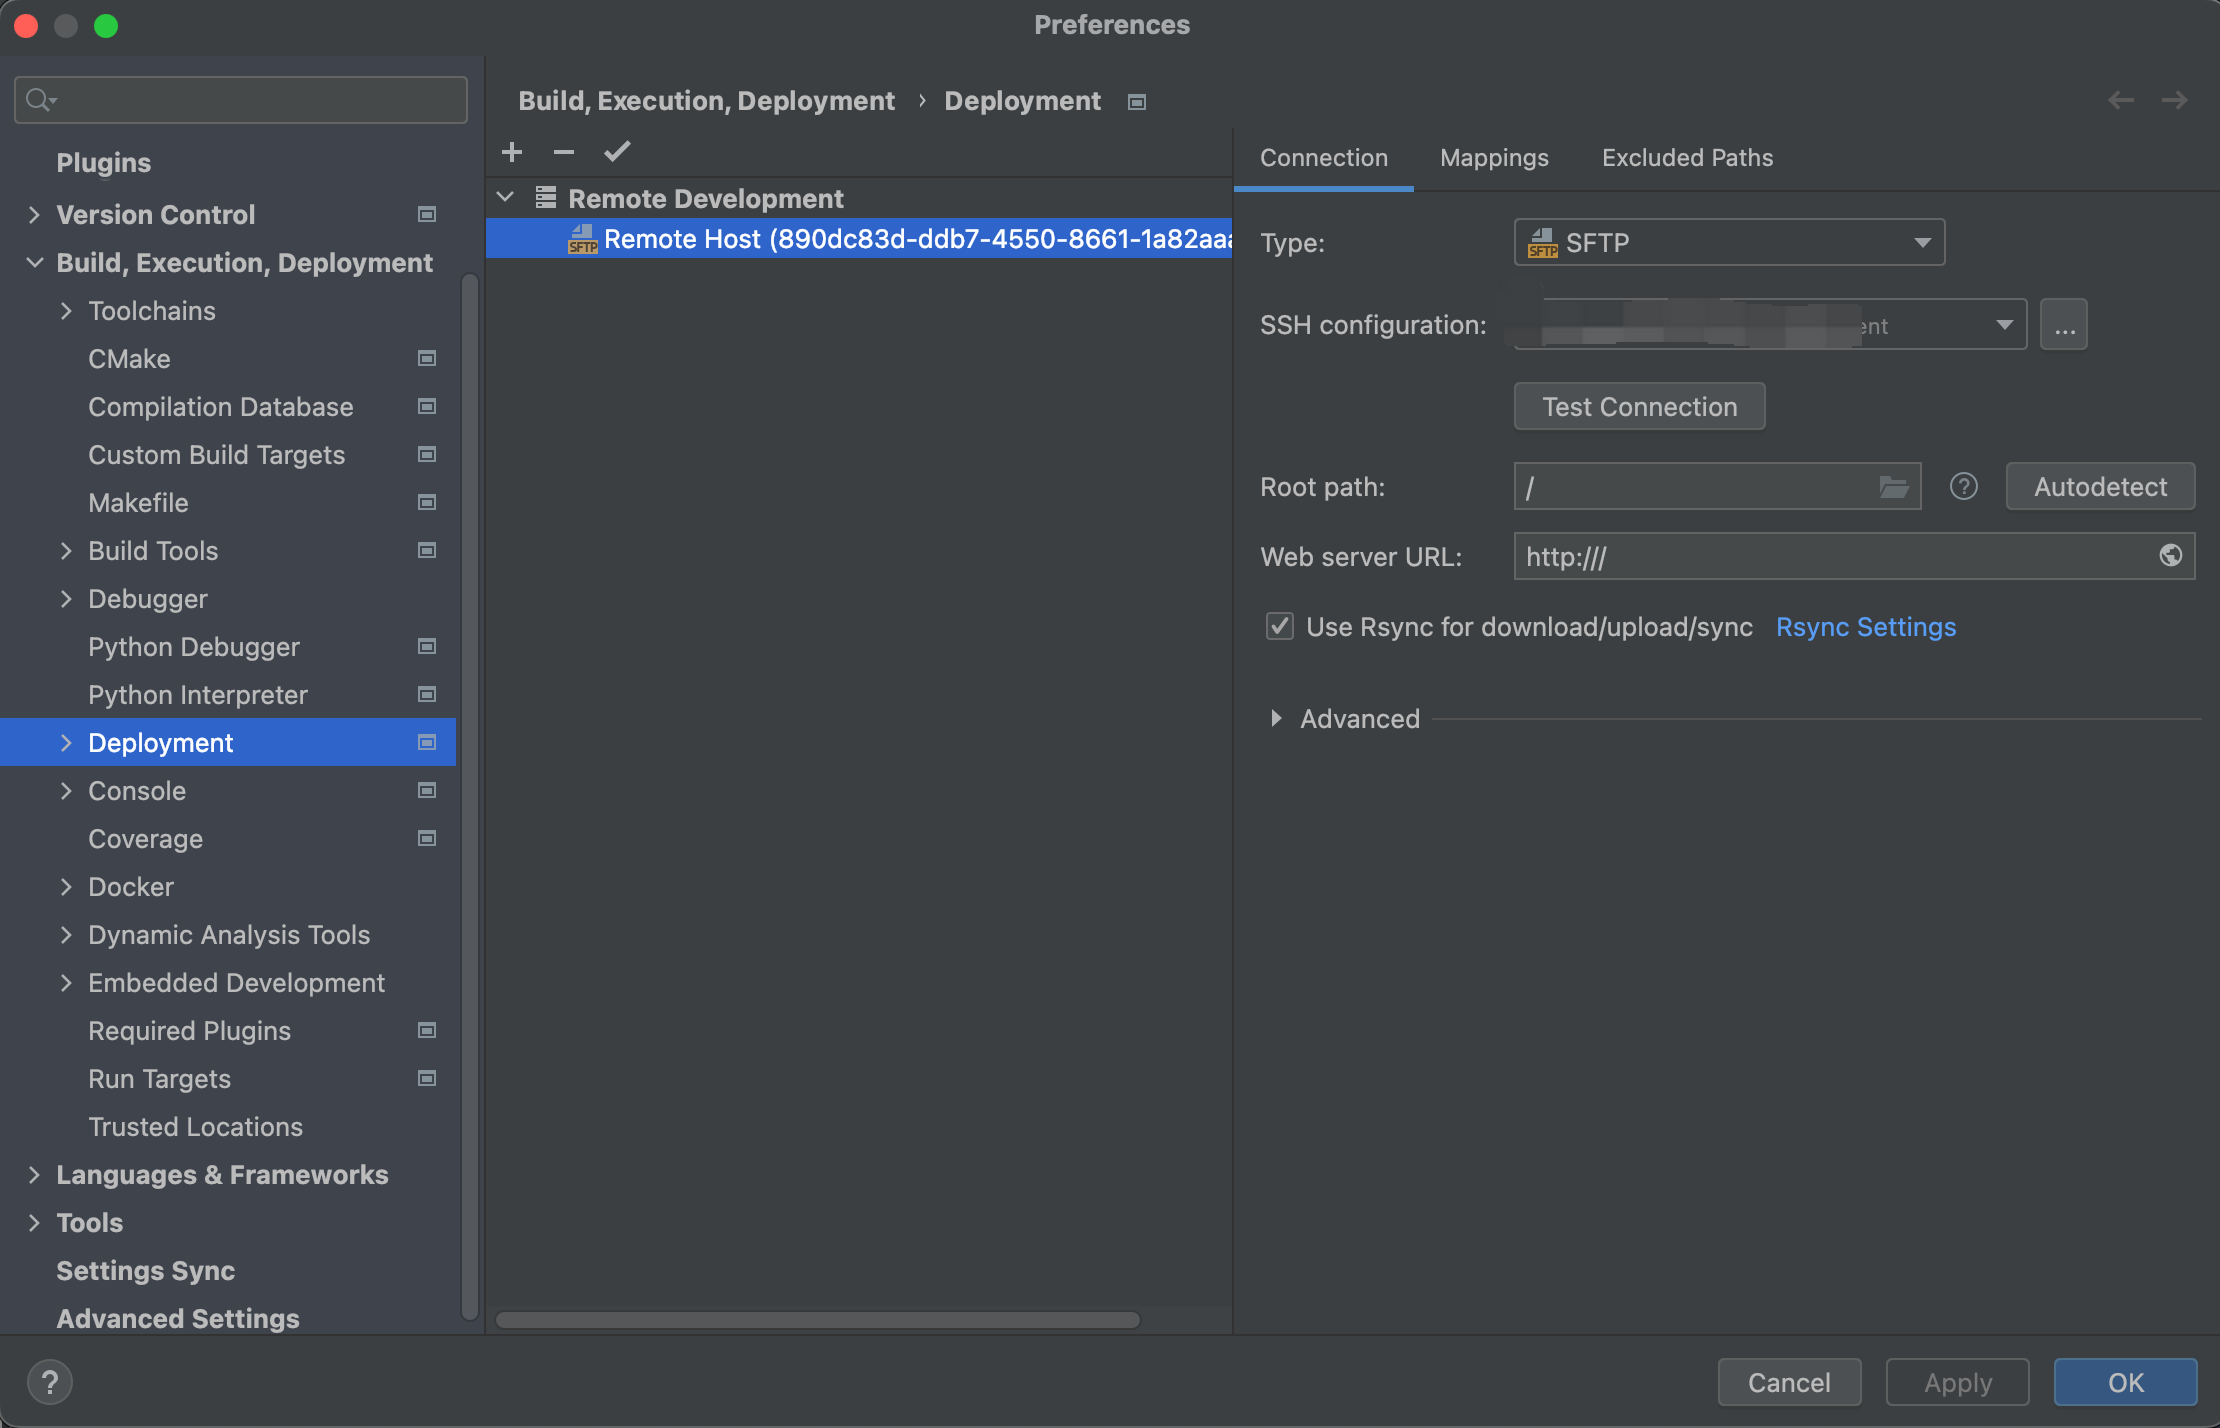 Preferences
Plugins
Version Control
Build, Execution, Deployment
Toolchains
CMake
Compilation Database
Custom Build Targets
Makefile
Build Tools
Debugger
Python Debugger
Python Interpreter
Deployment
Console
Coverage
Docker
Dynamic Analysis Tools
Embedded Development
Required Plugins
Run Targets
Trusted Locations
Languages & Frameworks
Tools
Settings Sync
Advanced Settings
Build, Execution, Deployment › Deployment
Remote Development
SFTP Remote Host (890dc83d-ddb7-4550-8661-1a82aaa
Connection Mappings Excluded Paths
Type: SFTP SFTP
SSH configuration: ...
Test Connection
Root path: / ? Autodetect
Web server URL: http:///
Use Rsync for download/upload/sync Rsync Settings
Advanced
? Cancel Apply OK